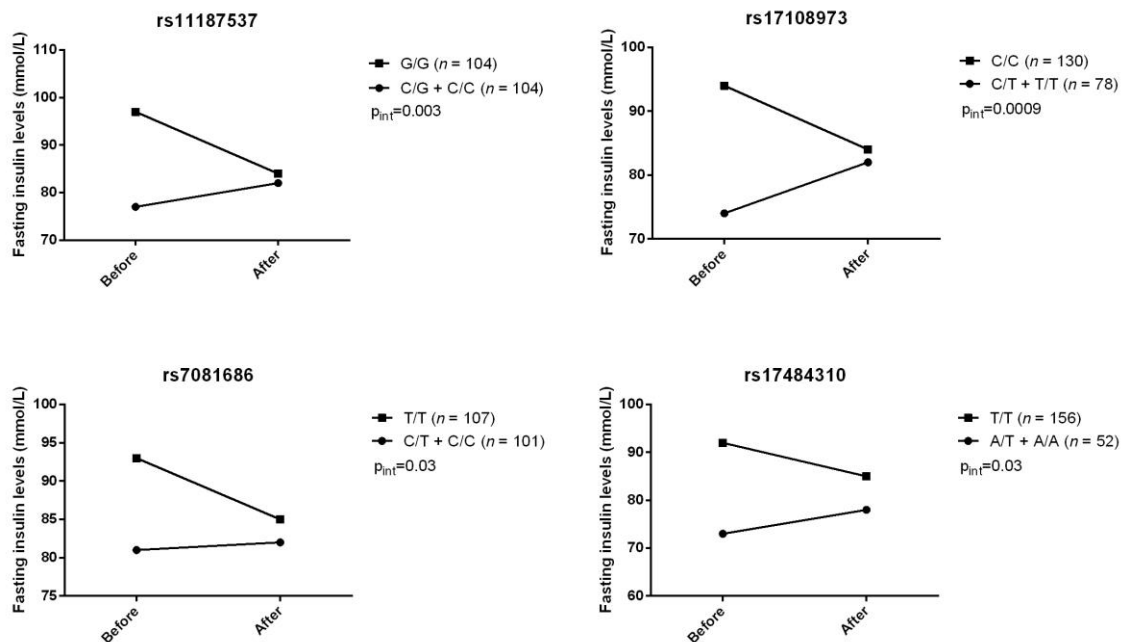 rs11187537
Fasting insulin levels (mmol/L)
110
100
90
80
70
Before
After
G/G (n = 104)
C/G + C/C (n = 104)
pint=0.003
rs17108973
Fasting insulin levels (mmol/L)
100
90
80
70
Before
After
C/C (n = 130)
C/T + T/T (n = 78)
pint=0.0009
rs7081686
Fasting insulin levels (mmol/L)
100
95
90
85
80
75
Before
After
T/T (n = 107)
C/T + C/C (n = 101)
pint=0.03
rs17484310
Fasting insulin levels (mmol/L)
100
90
80
70
60
Before
After
T/T (n = 156)
A/T + A/A (n = 52)
pint=0.03